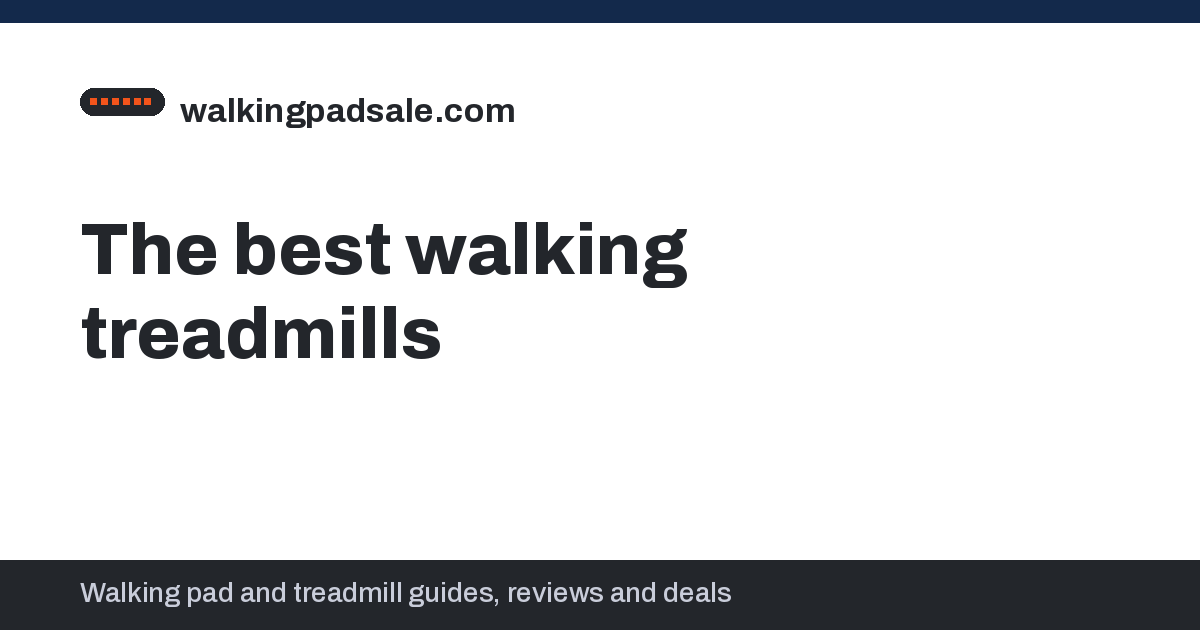 walkingpadsale.com
The best walking
treadmills
Walking pad and treadmill guides, reviews and deals